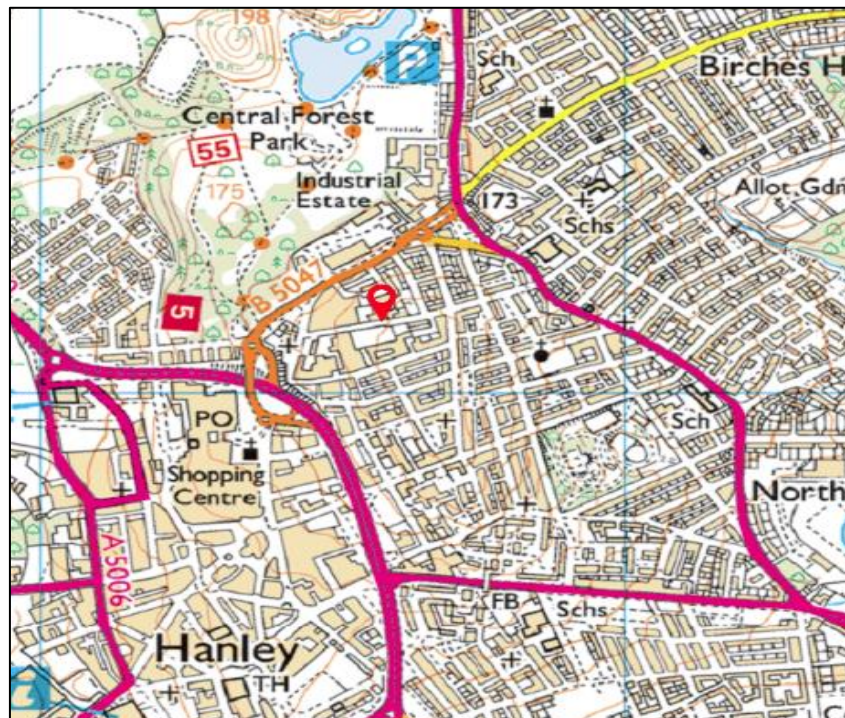 198
P
Sch
Birches H
Central Forest
Park
55
175
Industrial
Estate
173
Schs
Allot Gdn
B 5047
5
PO
Sch
Shopping
Centre
North
A 5006
FB
Schs
Hanley
TH
i